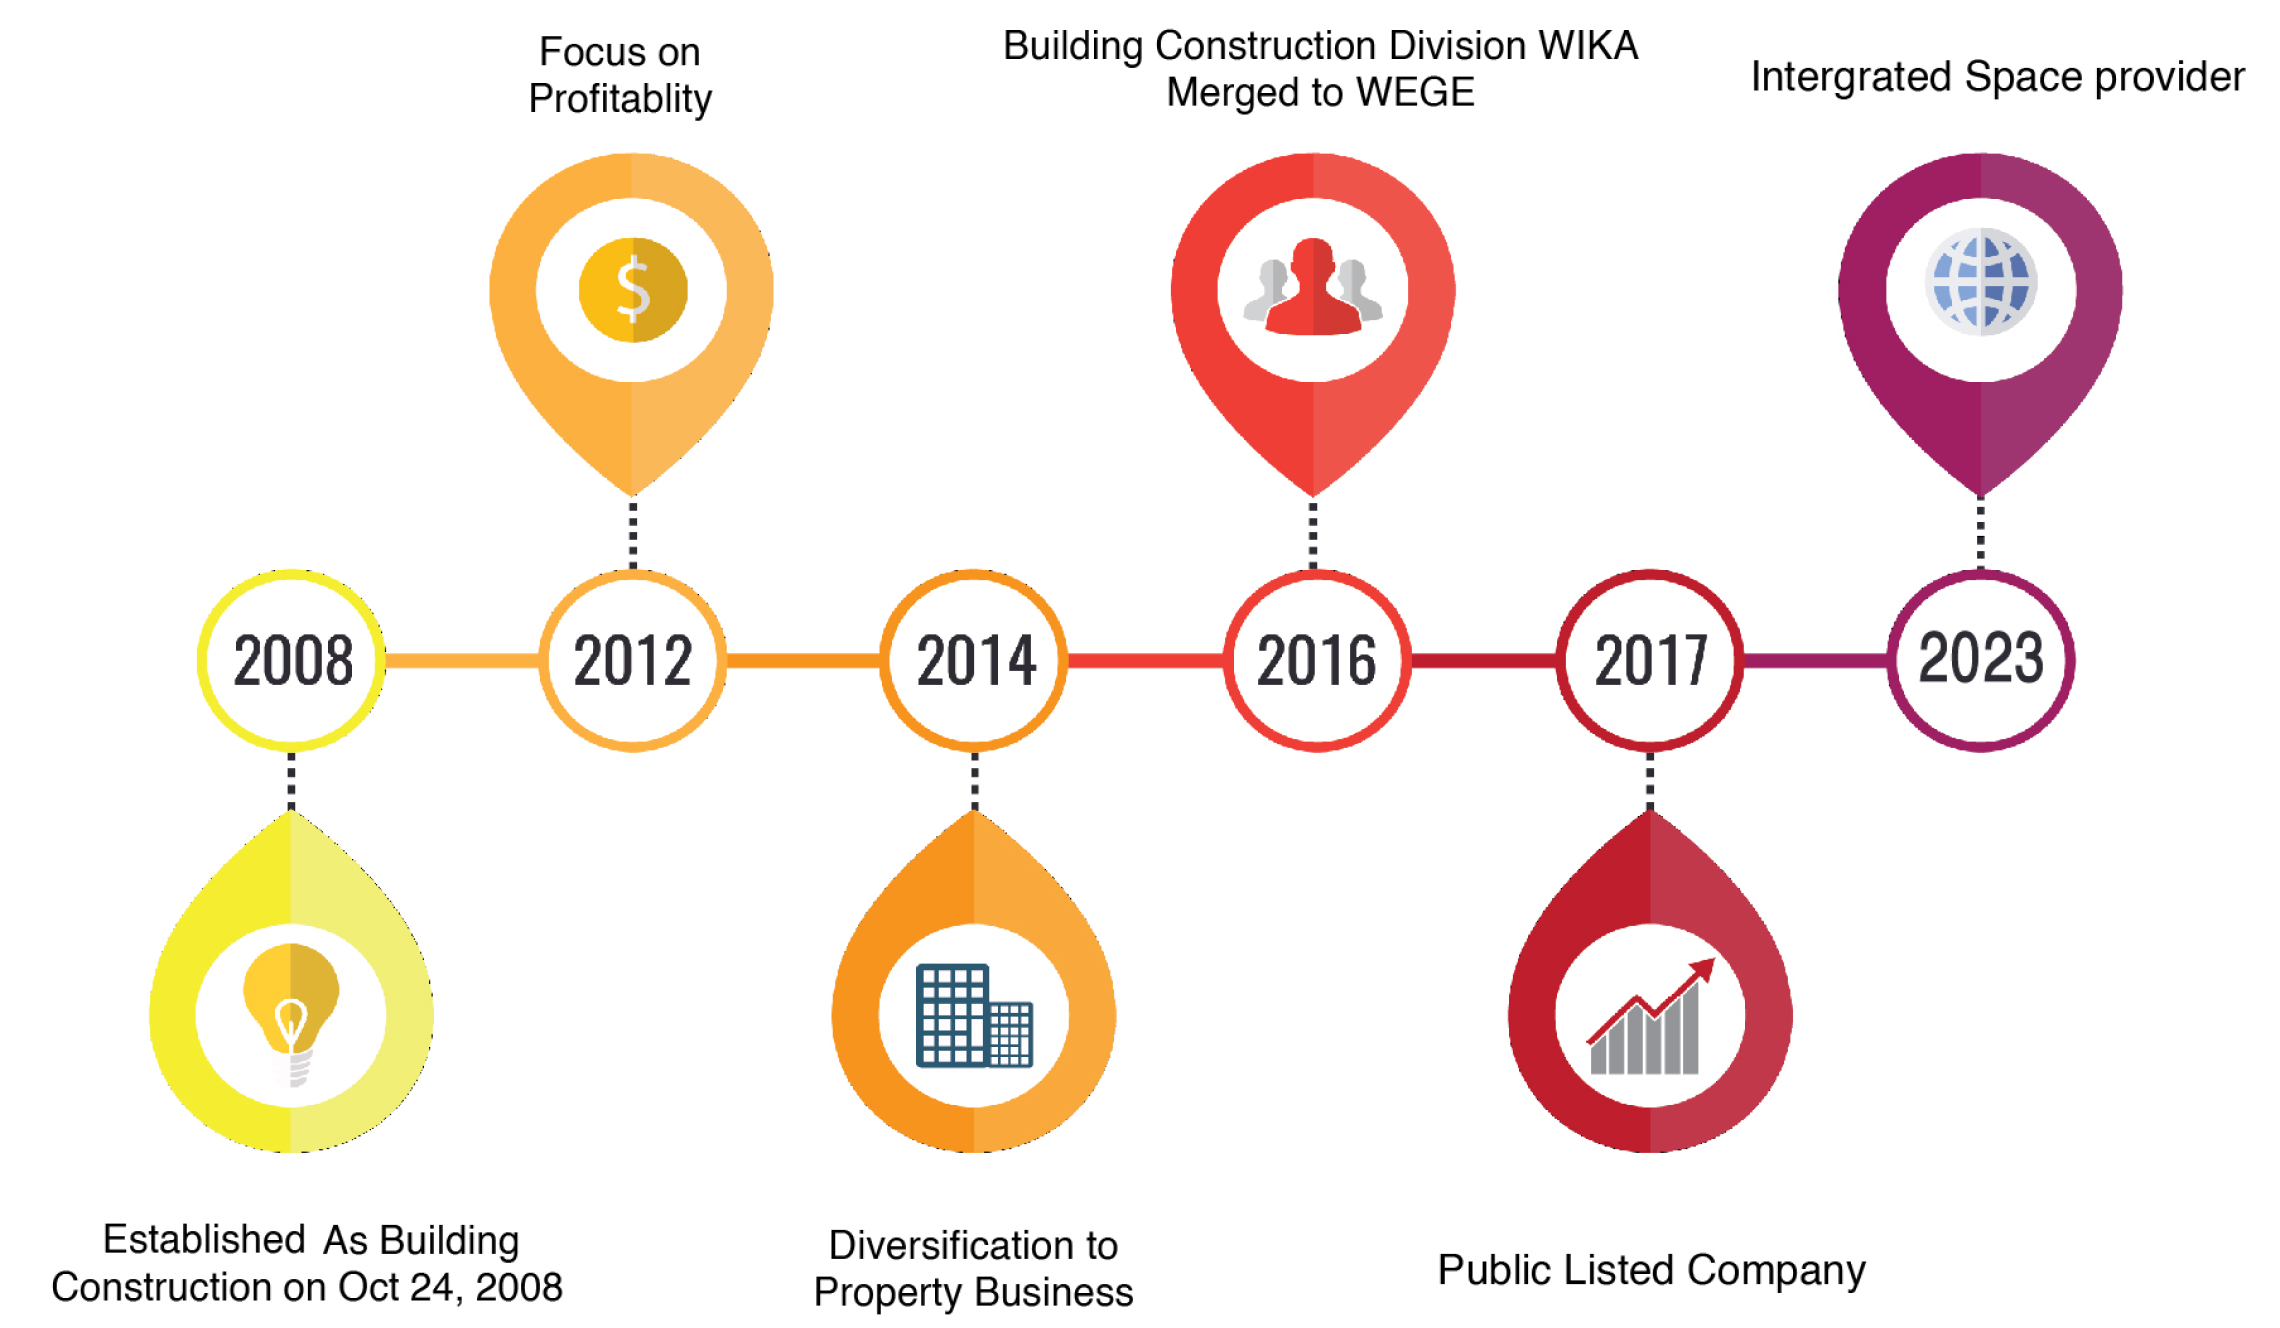 Focus on
Profitablity
Building Construction Division WIKA
Merged to WEGE
Intergrated Space provider
2008
2012
2014
2016
2017
2023
Established As Building
Construction on Oct 24, 2008
Diversification to
Property Business
Public Listed Company